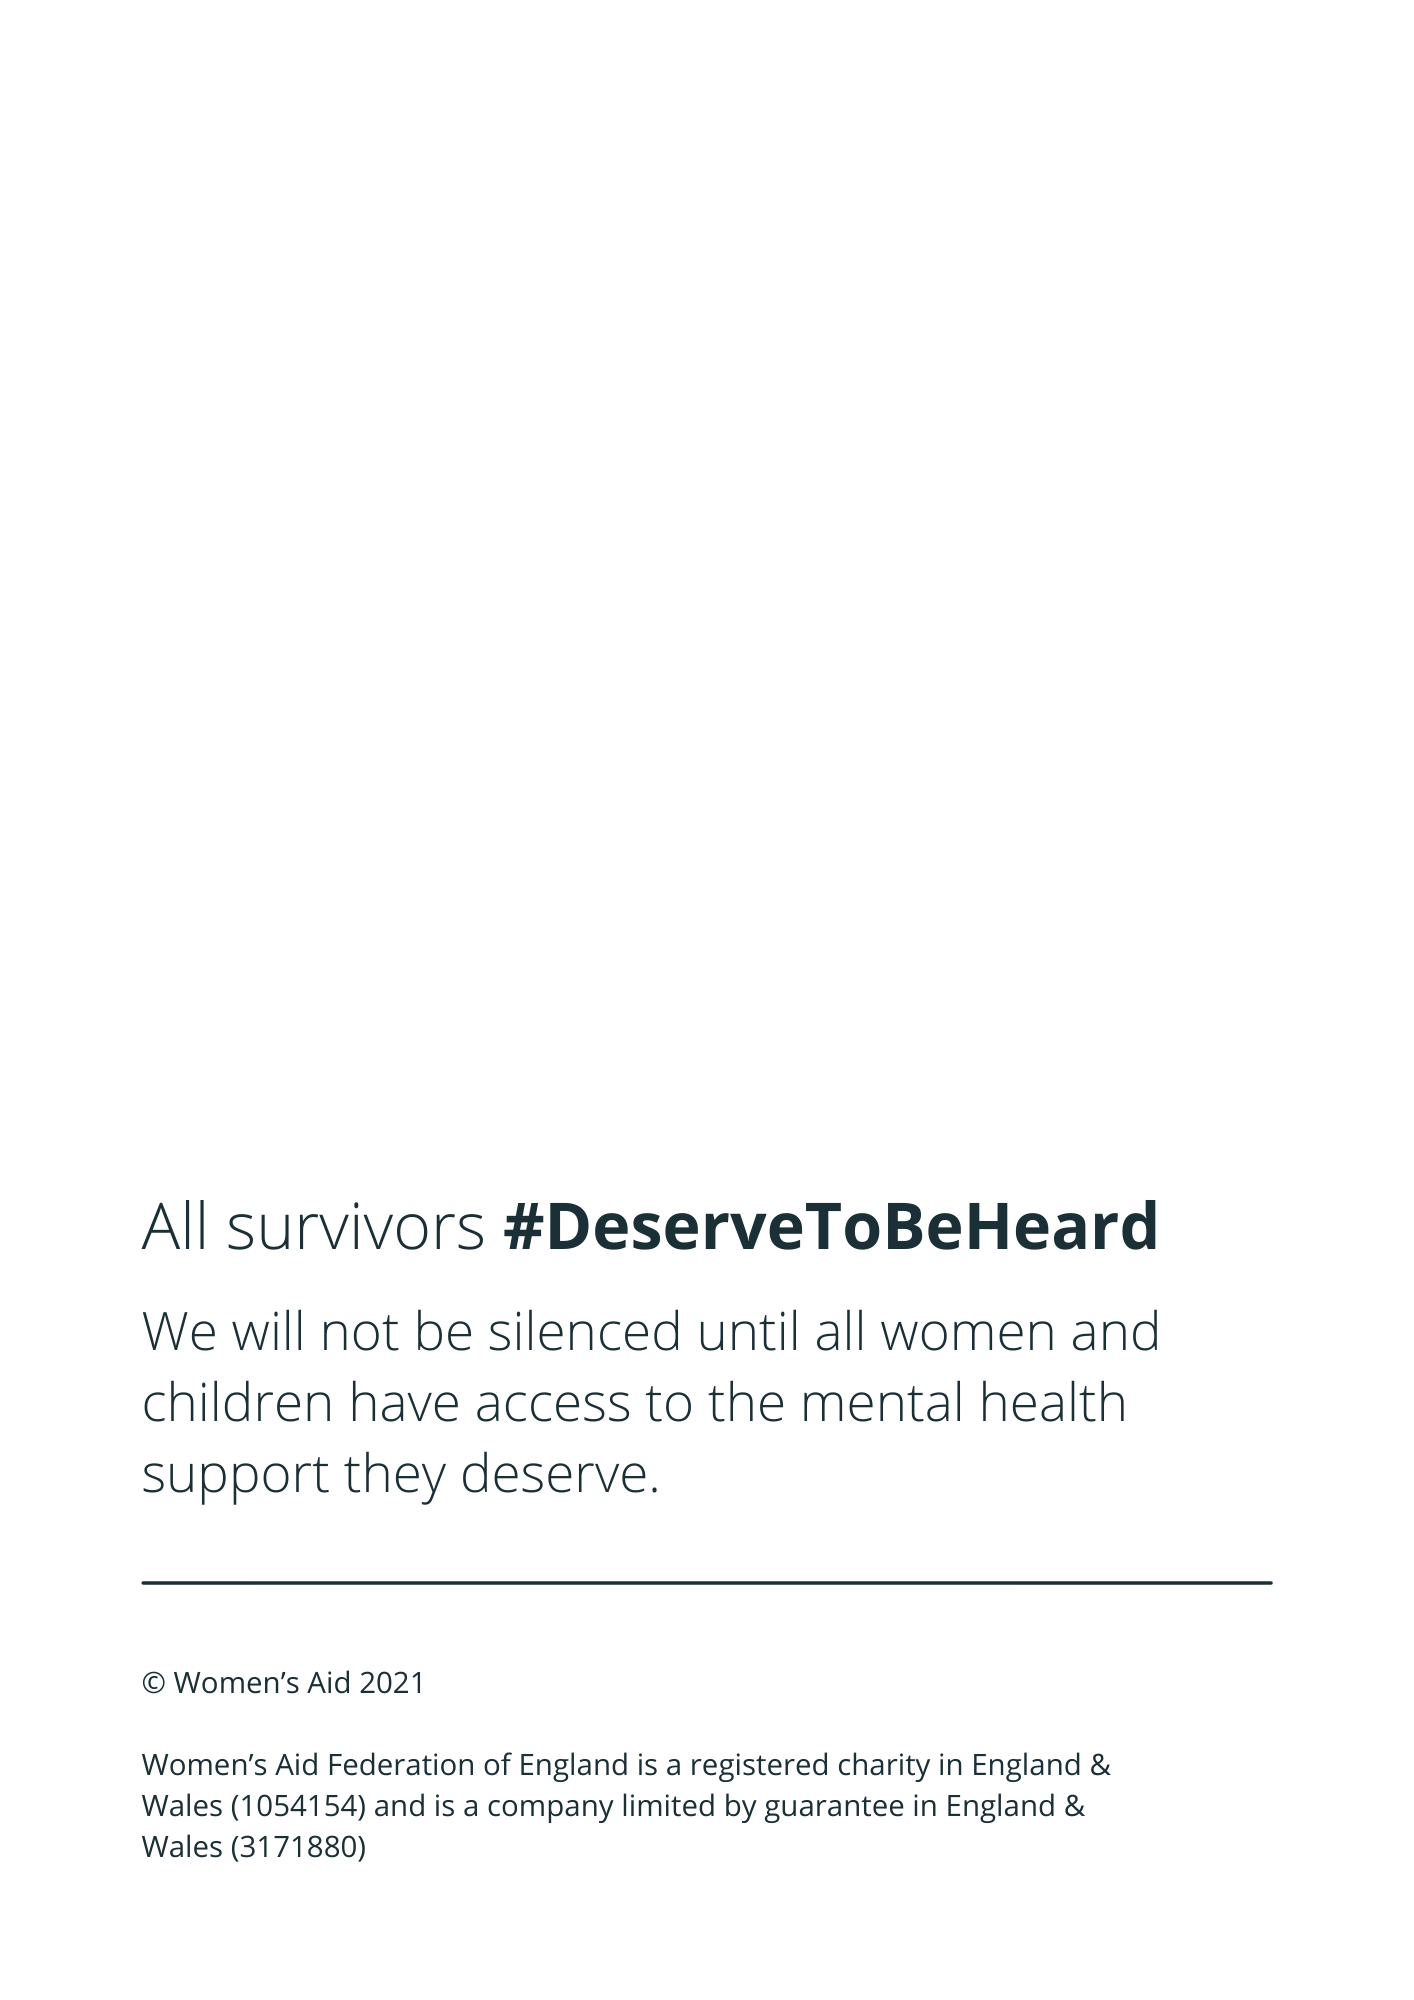 All survivors #DeserveToBeHeard
We will not be silenced until all women and
children have access to the mental health
support they deserve.
© Women’s Aid 2021
Women’s Aid Federation of England is a registered charity in England &
Wales (1054154) and is a company limited by guarantee in England &
Wales (3171880)